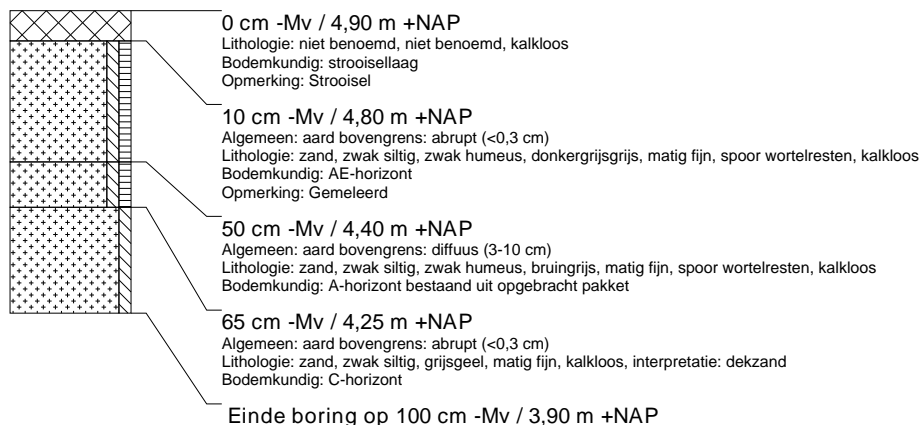 0 cm -Mv / 4,90 m +NAP
Lithologie: niet benoemd, niet benoemd, kalkloos
Bodemkundig: strooisellaag
Opmerking: Strooisel
10 cm -Mv / 4,80 m +NAP
Algemeen: aard bovengrens: abrupt (<0,3 cm)
Lithologie: zand, zwak siltig, zwak humeus, donkergrijsgrijs, matig fijn, spoor wortelresten, kalkloos
Bodemkundig: AE-horizont
Opmerking: Gemeleerd
50 cm -Mv / 4,40 m +NAP
Algemeen: aard bovengrens: diffuus (3-10 cm)
Lithologie: zand, zwak siltig, zwak humeus, bruingrijs, matig fijn, spoor wortelresten, kalkloos
Bodemkundig: A-horizont bestaand uit opgebracht pakket
65 cm -Mv / 4,25 m +NAP
Algemeen: aard bovengrens: abrupt (<0,3 cm)
Lithologie: zand, zwak siltig, grijsgeel, matig fijn, kalkloos, interpretatie: dekzand
Bodemkundig: C-horizont
Einde boring op 100 cm -Mv / 3,90 m +NAP